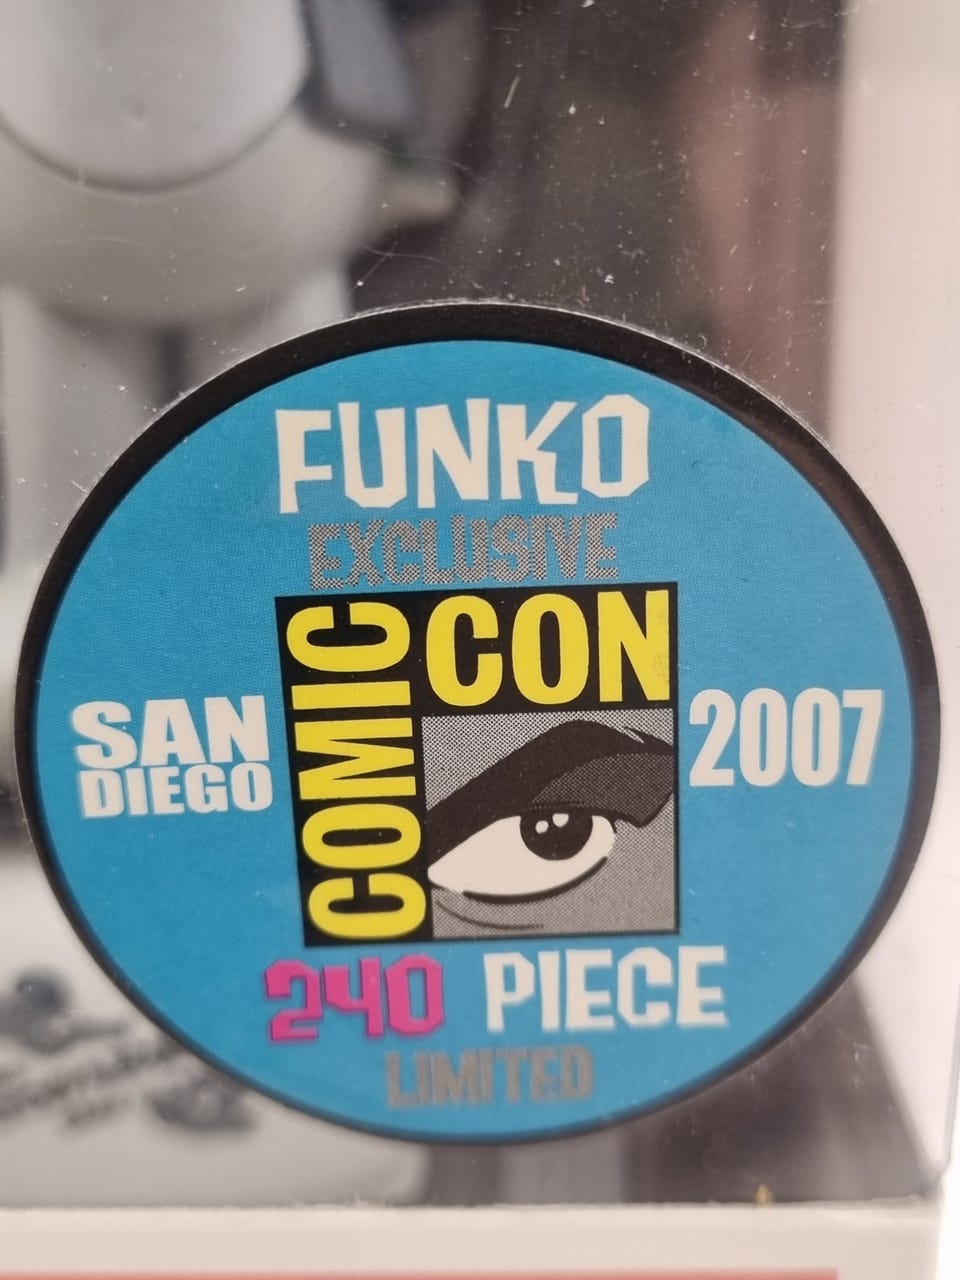 FUNKO
EXCLUSIVE
COMIC CON
SAN DIEGO
2007
240 PIECE
LIMITED